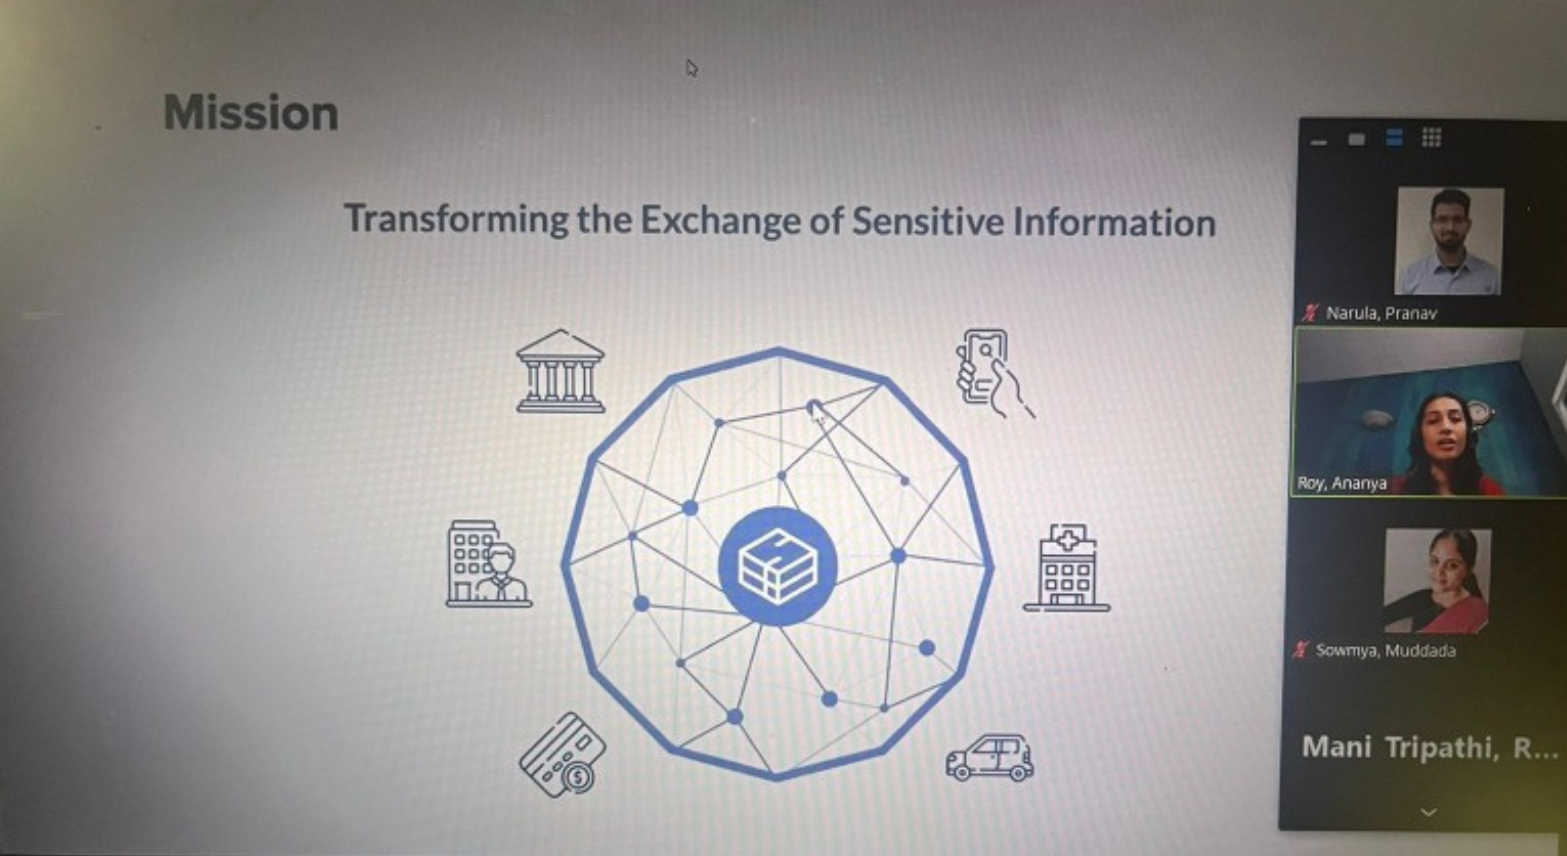 Mission
Transforming the Exchange of Sensitive Information
$
Narula, Pranav
Roy, Ananya
Sowmya, Muddada
Mani Tripathi, R...